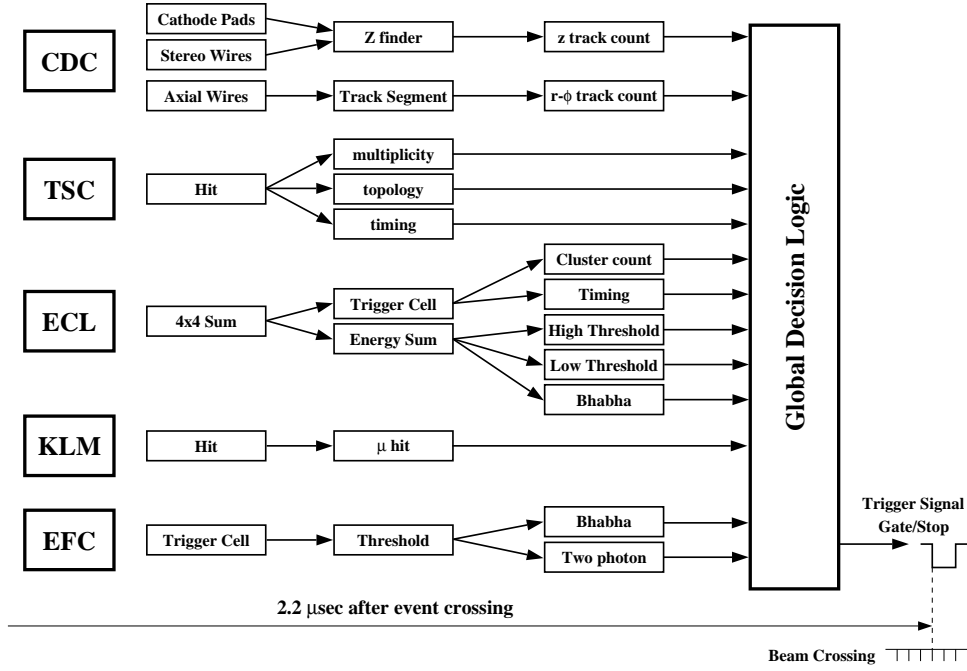 CDC
Cathode Pads
Stereo Wires
Z finder
z track count
Axial Wires
Track Segment
r-φ track count
TSC
Hit
multiplicity
topology
timing
ECL
4x4 Sum
Trigger Cell
Energy Sum
Cluster count
Timing
High Threshold
Low Threshold
Bhabha
KLM
Hit
μ hit
EFC
Trigger Cell
Threshold
Bhabha
Two photon
Global Decision Logic
Trigger Signal
Gate/Stop
2.2 μsec after event crossing
Beam Crossing